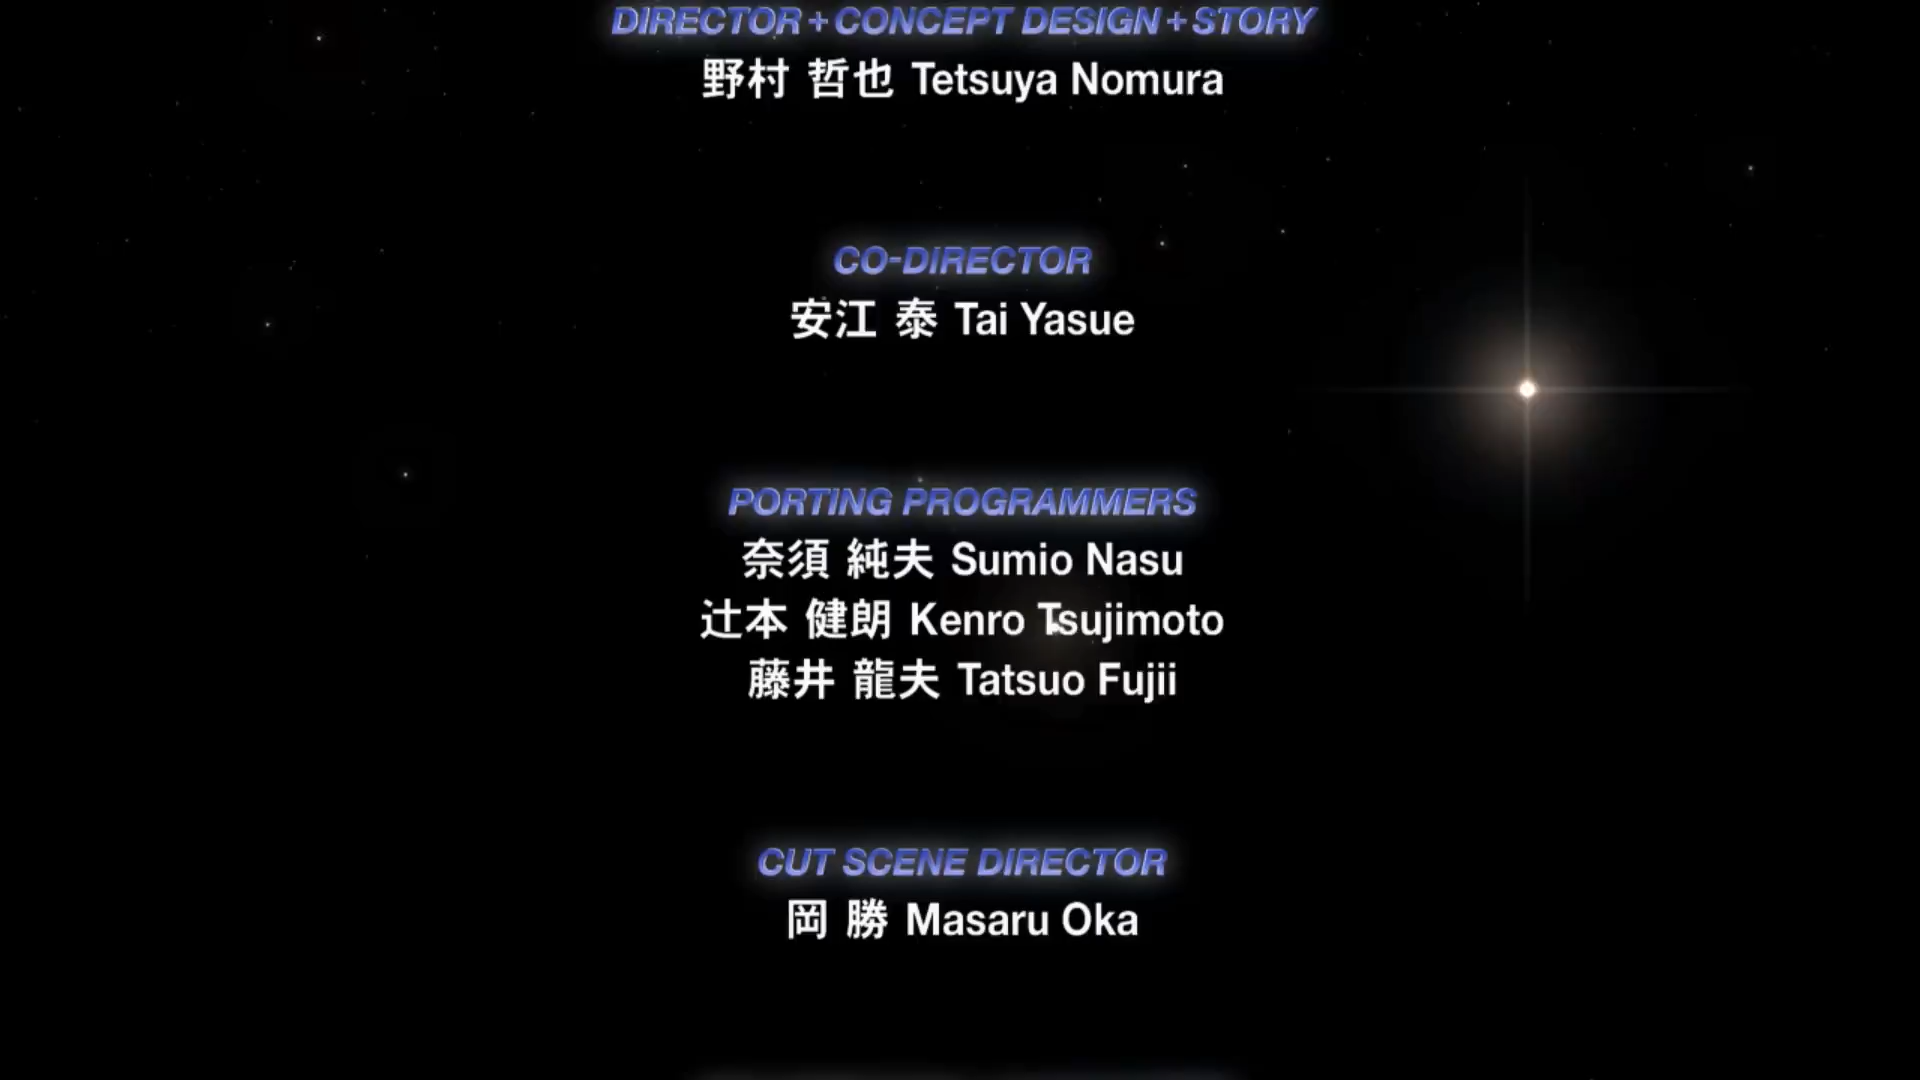 DIRECTOR+CONCEPT DESIGN+STORY
野村 哲也 Tetsuya Nomura
CO-DIRECTOR
安江 泰 Tai Yasue
PORTING PROGRAMMERS
奈須 純夫 Sumio Nasu
辻本 健朗 Kenro Tsujimoto
藤井 龍夫 Tatsuo Fujii
CUT SCENE DIRECTOR
岡 勝 Masaru Oka